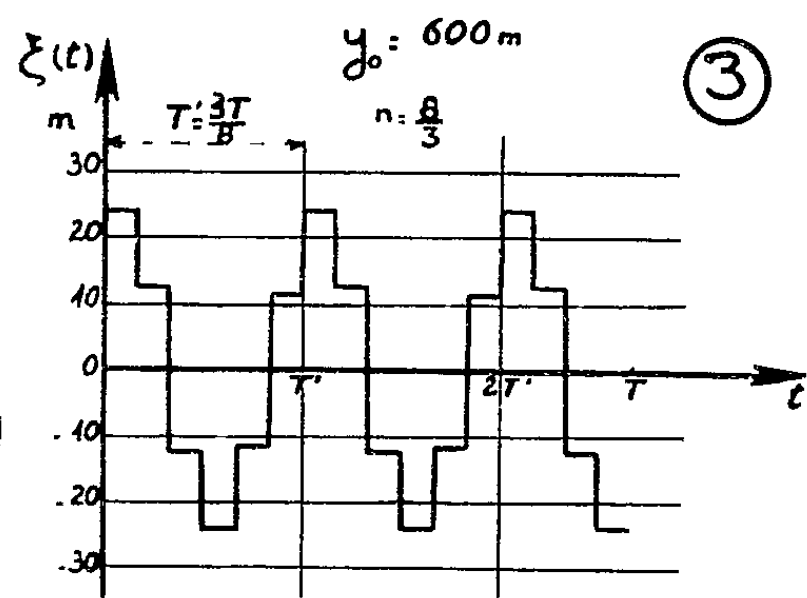 ξ(t)
m
y₀ = 600 m
3
T' = 3T/8
n = 8/3
30
20
10
0
T'
2T'
T
t
-10
-20
-30